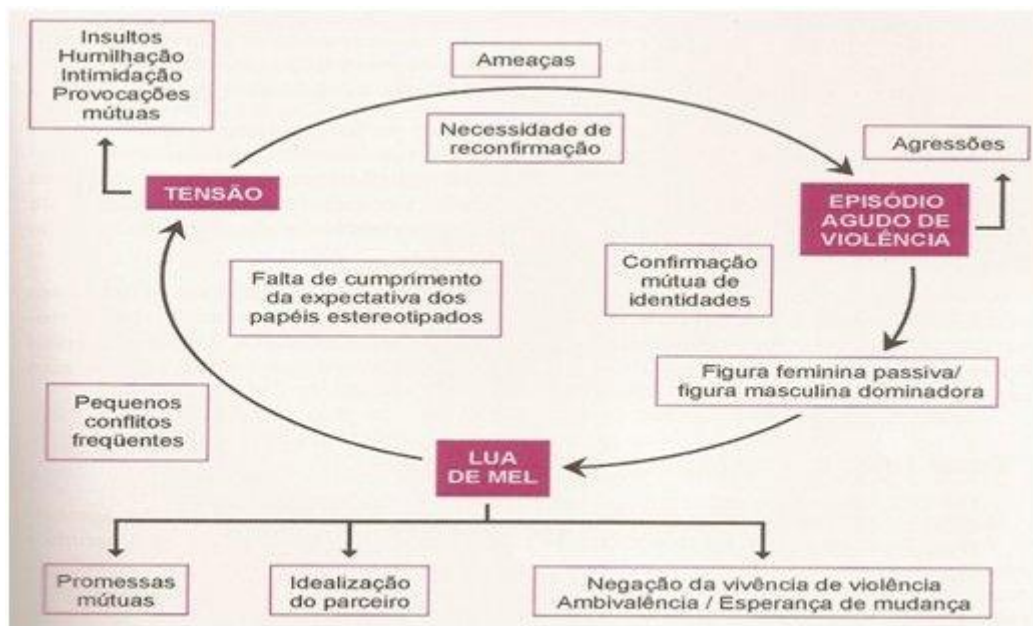 Insultos
Humilhação
Intimidação
Provocações
mútuas
Ameaças
Necessidade de
reconfirmação
Agressões
TENSÃO
EPISÓDIO
AGUDO DE
VIOLÊNCIA
Confirmação
mútua de
identidades
Falta de cumprimento
da expectativa dos
papéis estereotipados
Figura feminina passiva/
figura masculina dominadora
Pequenos
conflitos
freqüentes
LUA
DE MEL
Promessas
mútuas
Idealização
do parceiro
Negação da vivência de violência
Ambivalência / Esperança de mudança